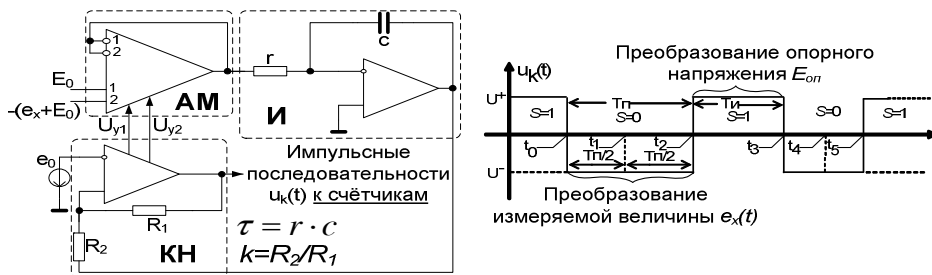 1
2
E₀
1
-(eₓ+E₀)
2
АМ
r
c
И
Uу1
Uу2
e₀
Импульсные
последовательности
uk(t) к счётчикам
R₁
R₂
КН
τ = r · c
k=R₂/R₁
Преобразование опорного
напряжения Eоп
uK(t)
U⁺
S=1
Tп
S=0
Tи
S=1
S=0
S=1
t₀
t₁
t₂
t₃
t₄
t₅
Tп/2
Tп/2
U⁻
Преобразование
измеряемой величины eₓ(t)